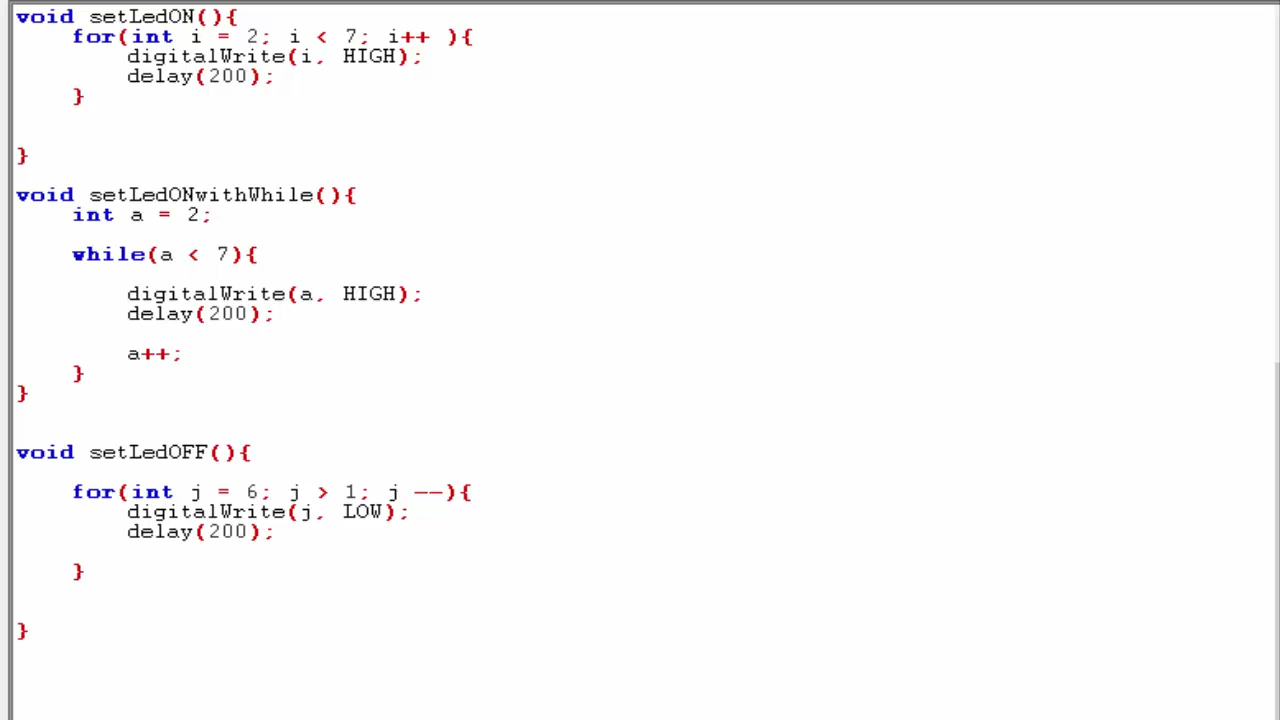 void setLedON(){
for(int i = 2; i < 7; i++ ){
digitalWrite(i, HIGH);
delay(200);
}
}
void setLedONwithWhile(){
int a = 2;
while(a < 7){
digitalWrite(a, HIGH);
delay(200);
a++;
}
}
void setLedOFF(){
for(int j = 6; j > 1; j --){
digitalWrite(j, LOW);
delay(200);
}
}